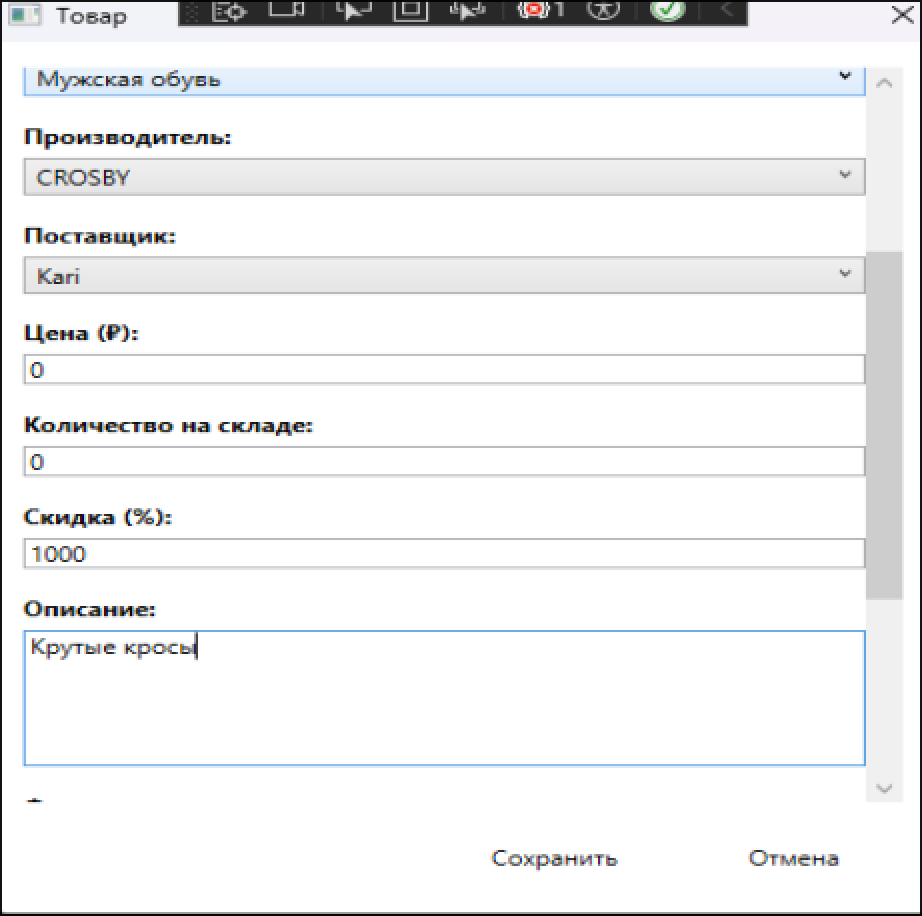 Товар
1
Мужская обувь
Производитель:
CROSBY
Поставщик:
Kari
Цена (₽):
0
Количество на складе:
0
Скидка (%):
1000
Описание:
Крутые кросы
Сохранить Отмена